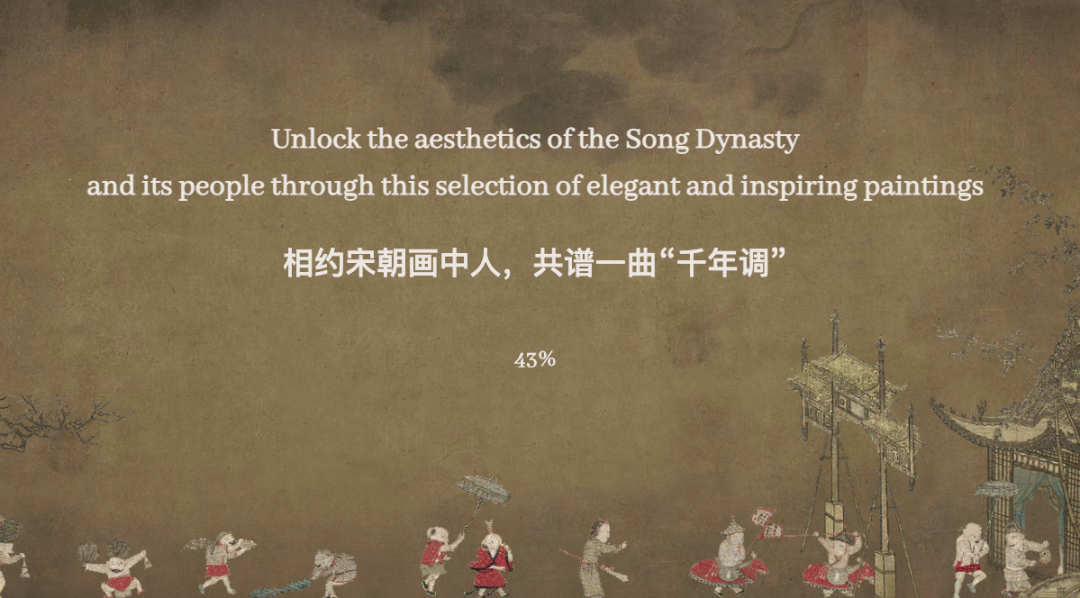 Unlock the aesthetics of the Song Dynasty
and its people through this selection of elegant and inspiring paintings
相约宋朝画中人，共谱一曲“千年调”
43%